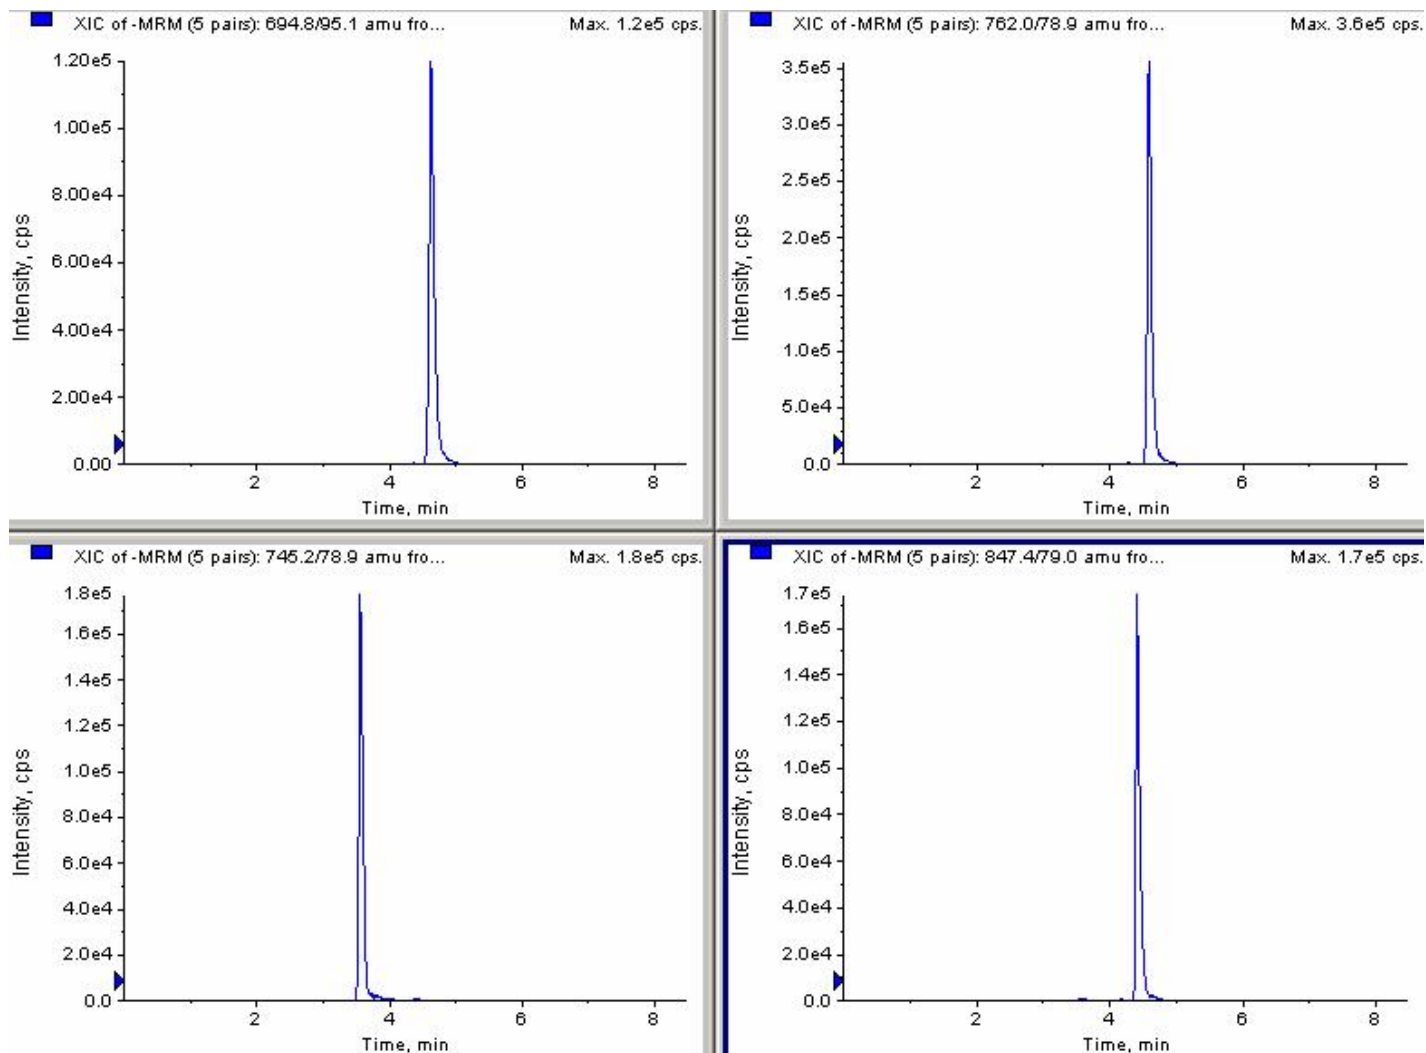 XIC of -MRM (5 pairs): 694.8/95.1 amu fro... Max. 1.2e5 cps.
1.20e5
1.00e5
8.00e4
6.00e4
4.00e4
2.00e4
0.00
Intensity, cps
2 4 6 8
Time, min
XIC of -MRM (5 pairs): 762.0/78.9 amu fro... Max. 3.6e5 cps.
3.5e5
3.0e5
2.5e5
2.0e5
1.5e5
1.0e5
5.0e4
0.0
Intensity, cps
2 4 6 8
Time, min
XIC of -MRM (5 pairs): 745.2/78.9 amu fro... Max. 1.8e5 cps.
1.8e5
1.6e5
1.4e5
1.2e5
1.0e5
8.0e4
6.0e4
4.0e4
2.0e4
0.0
Intensity, cps
2 4 6 8
Time, min
XIC of -MRM (5 pairs): 847.4/79.0 amu fro... Max. 1.7e5 cps.
1.7e5
1.6e5
1.4e5
1.2e5
1.0e5
8.0e4
6.0e4
4.0e4
2.0e4
0.0
Intensity, cps
2 4 6 8
Time, min